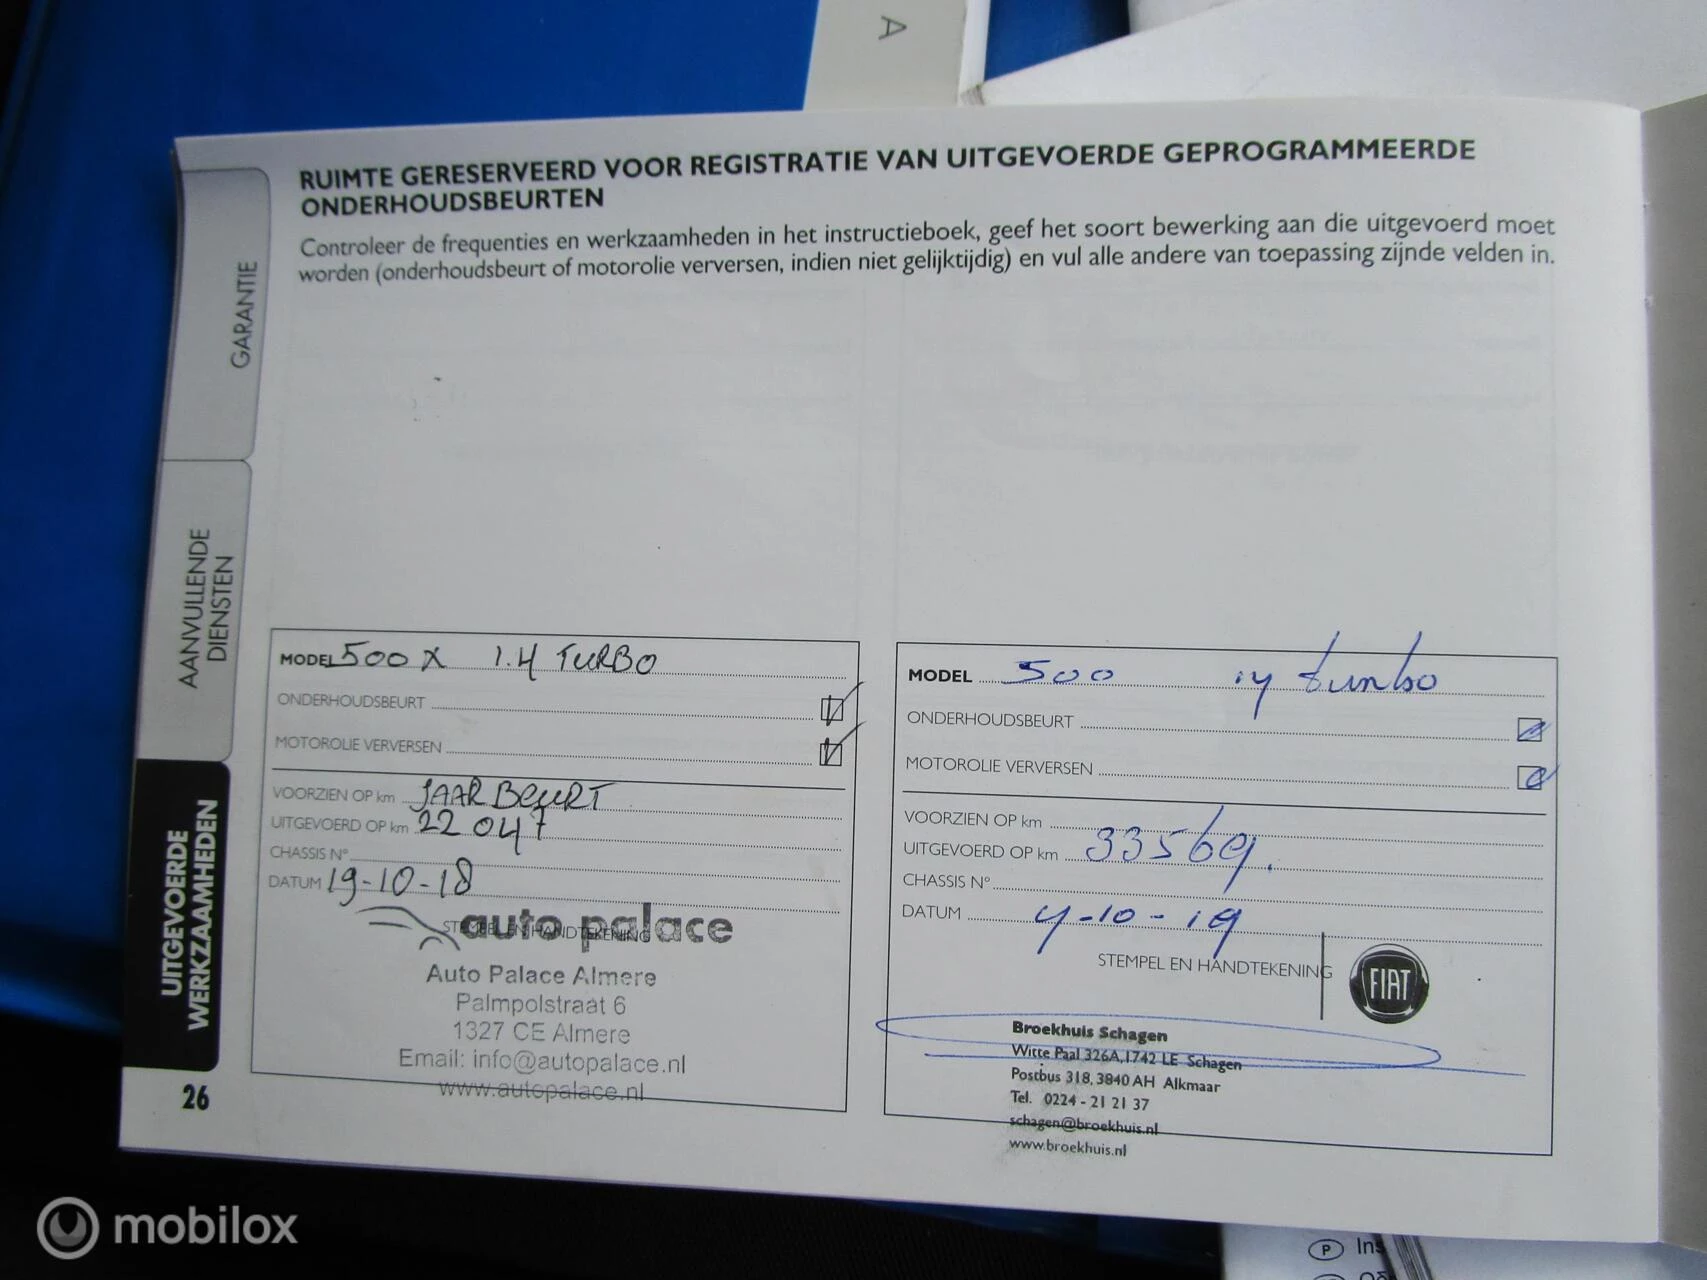 A
RUIMTE GERESERVEERD VOOR REGISTRATIE VAN UITGEVOERDE GEPROGRAMMEERDE
ONDERHOUDSBEURTEN
Controleer de frequenties en werkzaamheden in het instructieboek, geef het soort bewerking aan die uitgevoerd moet
worden (onderhoudsbeurt of motorolie verversen, indien niet gelijktijdig) en vul alle andere van toepassing zijnde velden in.
GARANTIE
AANVULLENDE
DIENSTEN
UITGEVOERDE
WERKZAAMHEDEN
26
MODEL 500 X 1.4 TURBO
ONDERHOUDSBEURT
MOTOROLIE VERVERSEN
VOORZIEN OP km JAARBEURT
UITGEVOERD OP km 22 047
CHASSIS N°
DATUM 19-10-18
STEMPEL EN HANDTEKENING
auto palace
Auto Palace Almere
Palmpolstraat 6
1327 CE Almere
Email: info@autopalace.nl
www.autopalace.nl
MODEL 500 1.4 turbo
ONDERHOUDSBEURT
MOTOROLIE VERVERSEN
VOORZIEN OP km
UITGEVOERD OP km 33569.
CHASSIS N°
DATUM 4-10-19
STEMPEL EN HANDTEKENING
FIAT
Broekhuis Schagen
Witte Paal 326A, 1742 LE Schagen
Postbus 318, 3840 AH Alkmaar
Tel. 0224 - 21 21 37
schagen@broekhuis.nl
www.broekhuis.nl
P Ins
mobilox